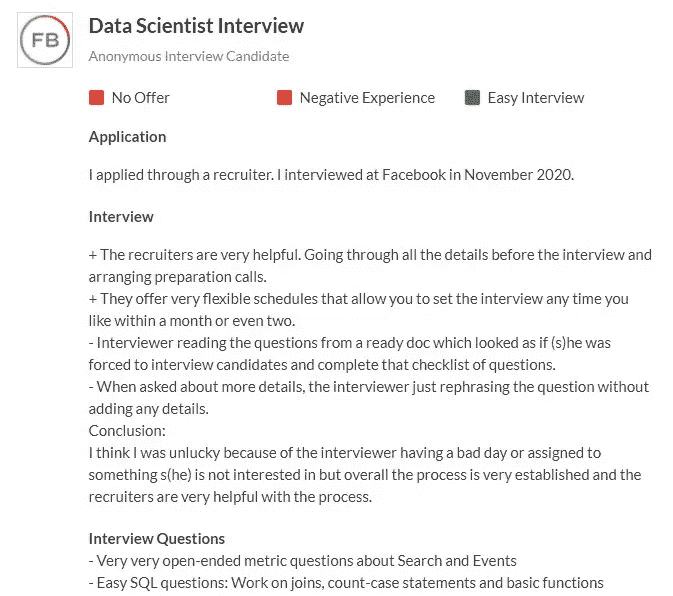 FB
Data Scientist Interview
Anonymous Interview Candidate
No Offer Negative Experience Easy Interview
Application
I applied through a recruiter. I interviewed at Facebook in November 2020.
Interview
+ The recruiters are very helpful. Going through all the details before the interview and
arranging preparation calls.
+ They offer very flexible schedules that allow you to set the interview any time you
like within a month or even two.
- Interviewer reading the questions from a ready doc which looked as if (s)he was
forced to interview candidates and complete that checklist of questions.
- When asked about more details, the interviewer just rephrasing the question without
adding any details.
Conclusion:
I think I was unlucky because of the interviewer having a bad day or assigned to
something s(he) is not interested in but overall the process is very established and the
recruiters are very helpful with the process.
Interview Questions
- Very very open-ended metric questions about Search and Events
- Easy SQL questions: Work on joins, count-case statements and basic functions